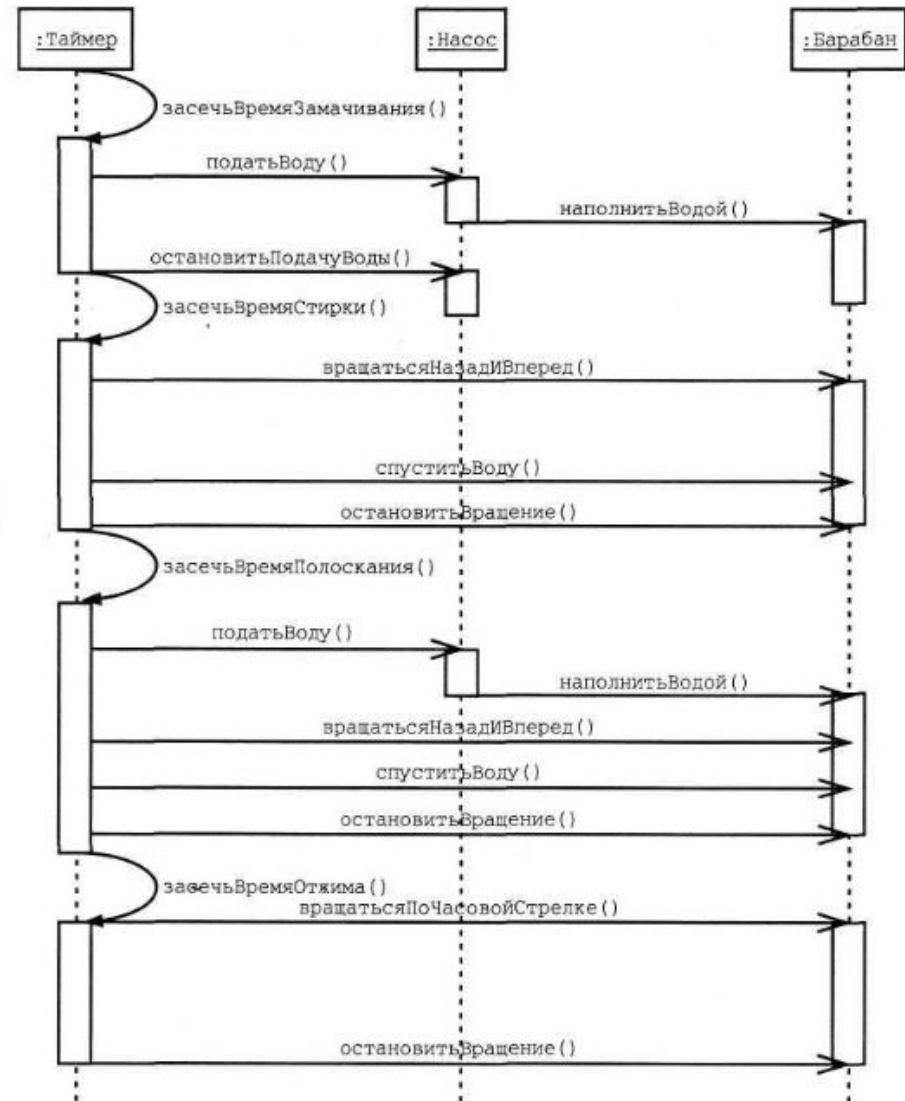 :Таймер
:Насос
:Барабан
засечьВремяЗамачивания()
податьВоду()
наполнитьВодой()
остановитьПодачуВоды()
засечьВремяСтирки()
вращатьсяНазадИВперед()
спуститьВоду()
остановитьВращение()
засечьВремяПолоскания()
податьВоду()
наполнитьВодой()
вращатьсяНазадИВперед()
спуститьВоду()
остановитьВращение()
засечьВремяОтжима()
вращатьсяПоЧасовойСтрелке()
остановитьВращение()